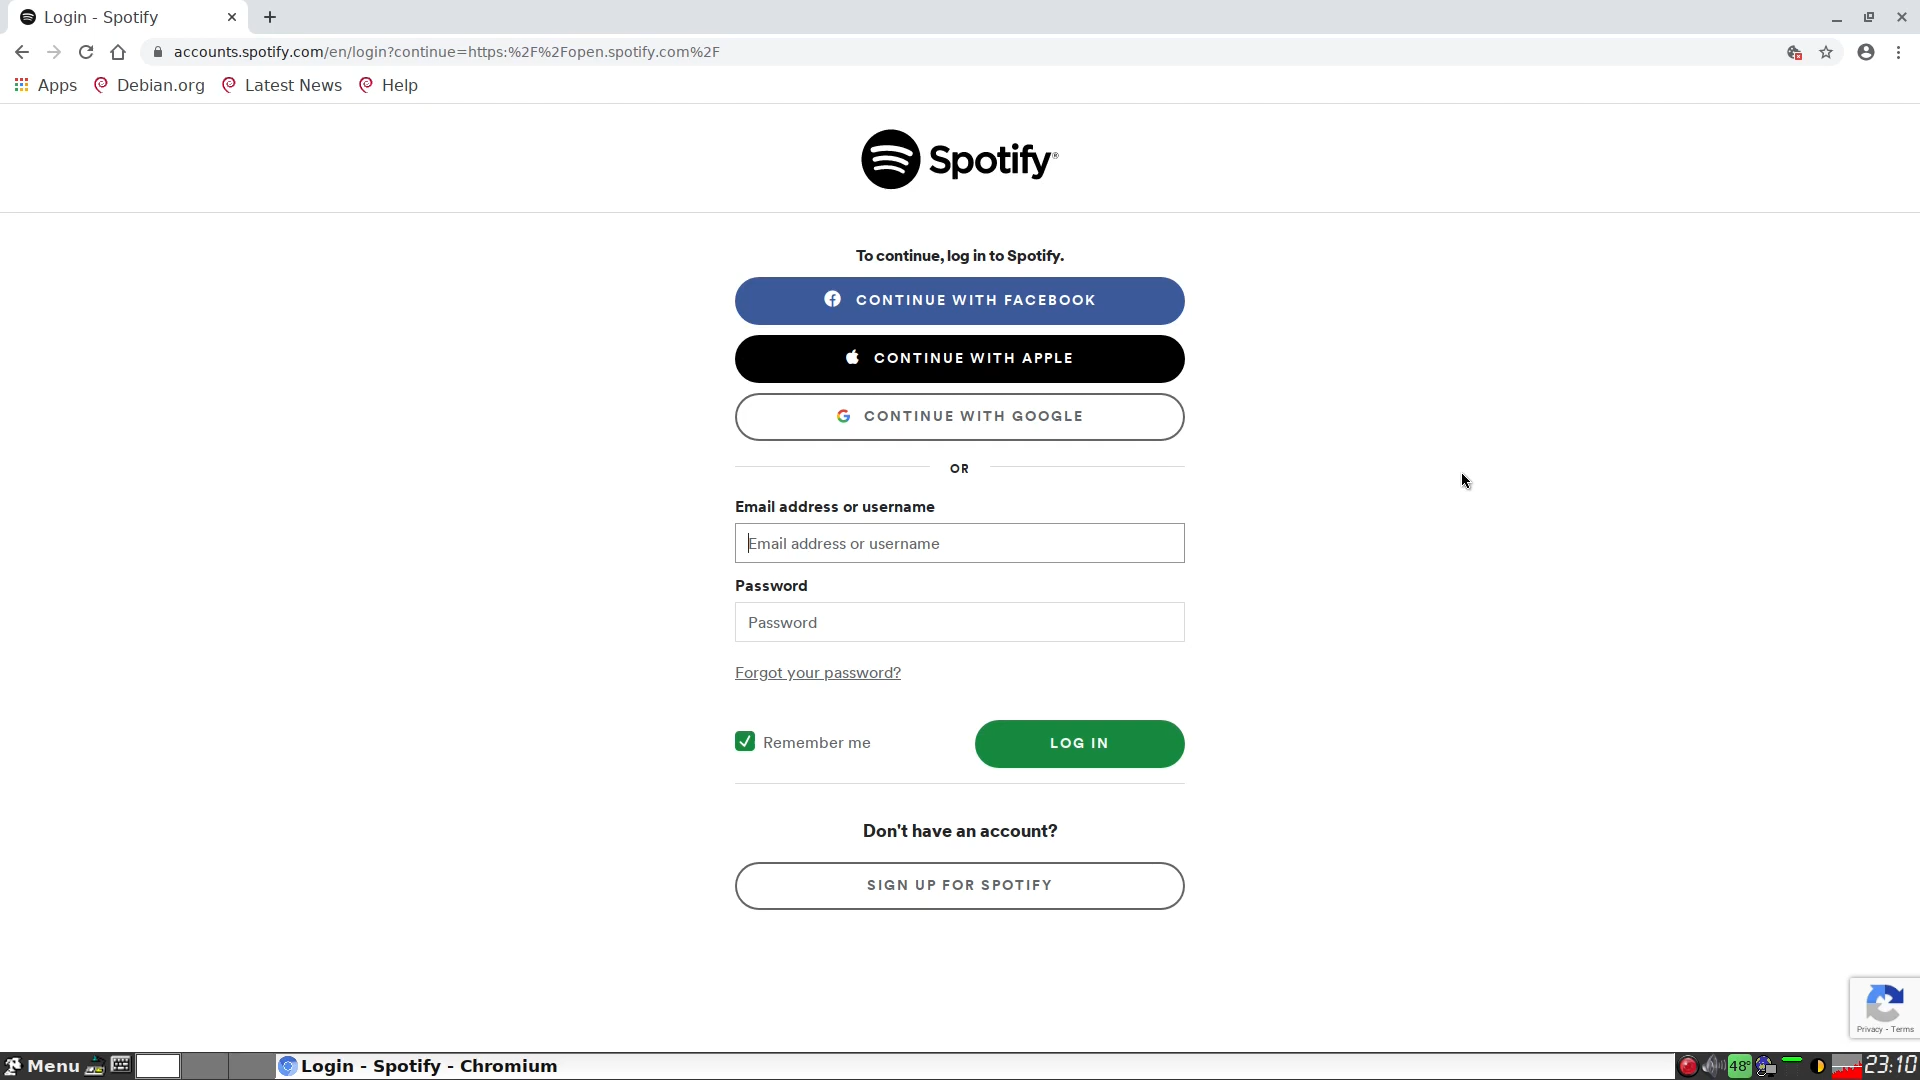 Login - Spotify
accounts.spotify.com/en/login?continue=https:%2F%2Fopen.spotify.com%2F
Apps Debian.org Latest News Help
Spotify®
To continue, log in to Spotify.
CONTINUE WITH FACEBOOK
CONTINUE WITH APPLE
CONTINUE WITH GOOGLE
OR
Email address or username
Email address or username
Password
Password
Forgot your password?
Remember me
LOG IN
Don't have an account?
SIGN UP FOR SPOTIFY
Privacy - Terms
Menu Login - Spotify - Chromium 48° 23:10